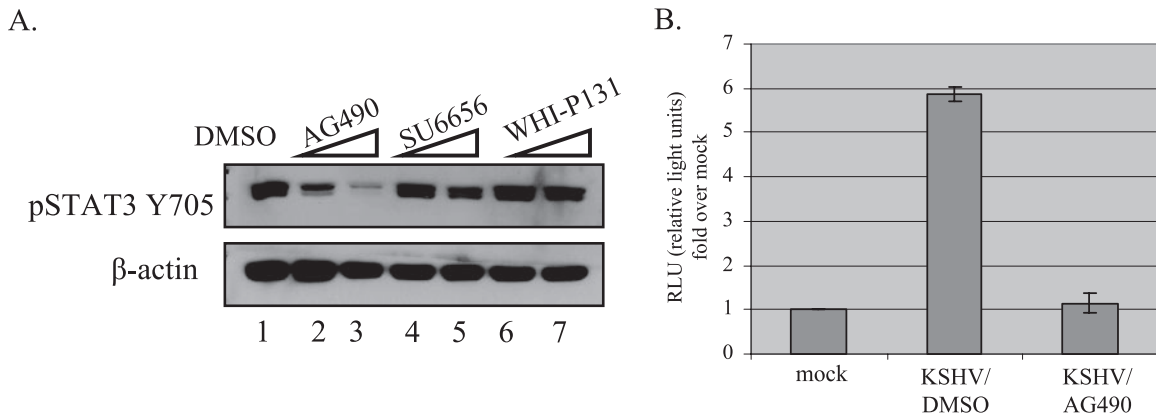 A.
DMSO AG490 SU6656 WHI-P131
pSTAT3 Y705
β-actin
1 2 3 4 5 6 7
B.
RLU (relative light units)
fold over mock
7
6
5
4
3
2
1
0
mock
KSHV/
DMSO
KSHV/
AG490